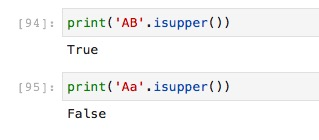 [94]: print('AB'.isupper())
True
[95]: print('Aa'.isupper())
False